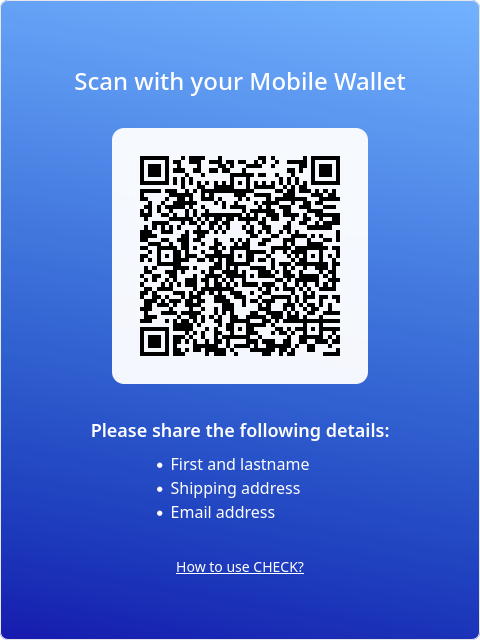 Scan with your Mobile Wallet
Please share the following details:
• First and lastname
• Shipping address
• Email address
How to use CHECK?